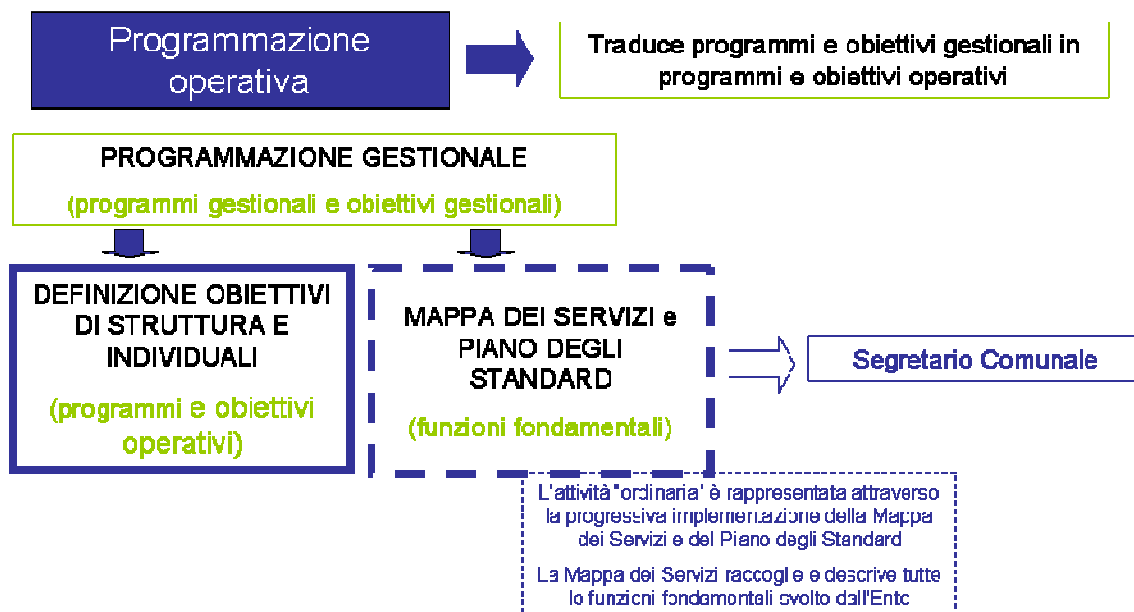 Programmazione
operativa
Traduce programmi e obiettivi gestionali in
programmi e obiettivi operativi
PROGRAMMAZIONE GESTIONALE
(programmi gestionali e obiettivi gestionali)
DEFINIZIONE OBIETTIVI
DI STRUTTURA E
INDIVIDUALI
(programmi e obiettivi
operativi)
MAPPA DEI SERVIZI e
PIANO DEGLI
STANDARD
(funzioni fondamentali)
Segretario Comunale
L'attività "ordinaria" è rappresentata attraverso
la progressiva implementazione della Mappa
dei Servizi e del Piano degli Standard
La Mappa dei Servizi raccoglie e descrive tutte
le funzioni fondamentali svolte dall'Ente